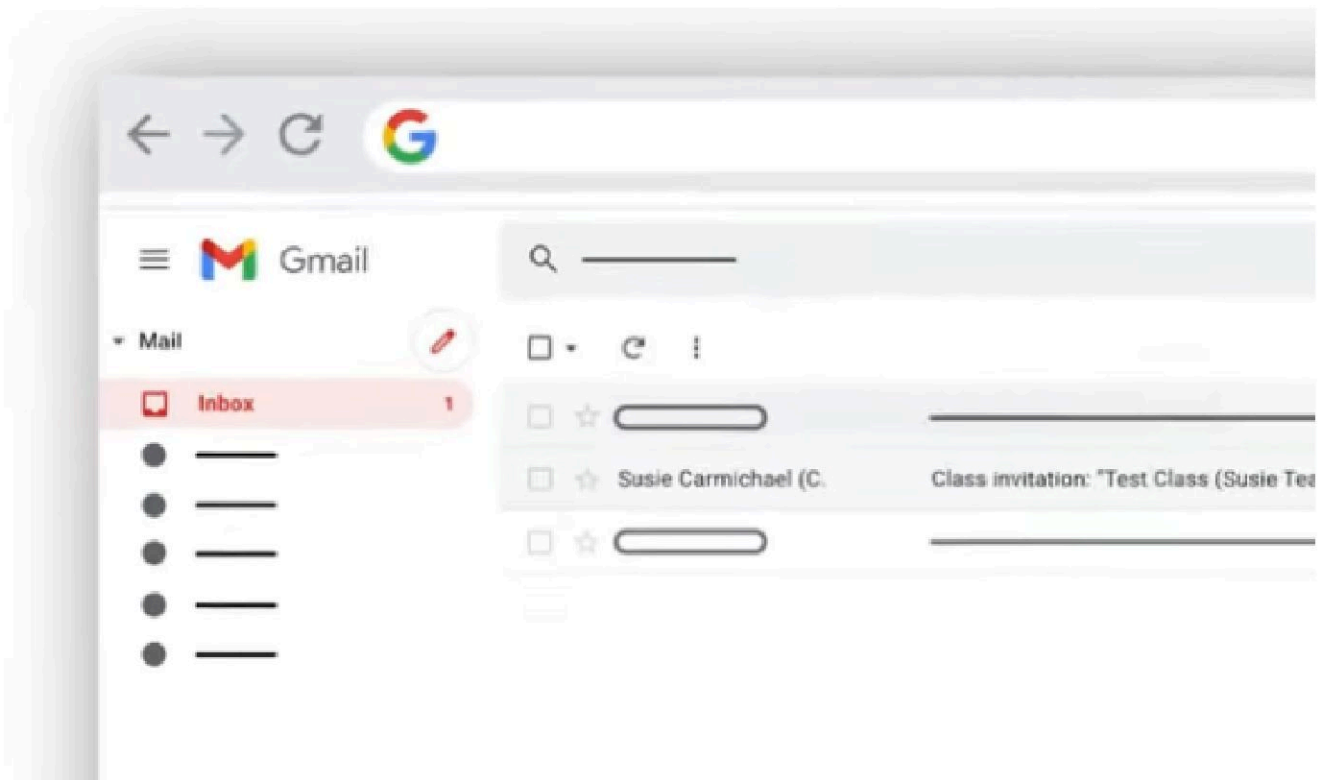 Gmail
Mail
Inbox 1
Susie Carmichael (C. Class invitation: "Test Class (Susie Tea